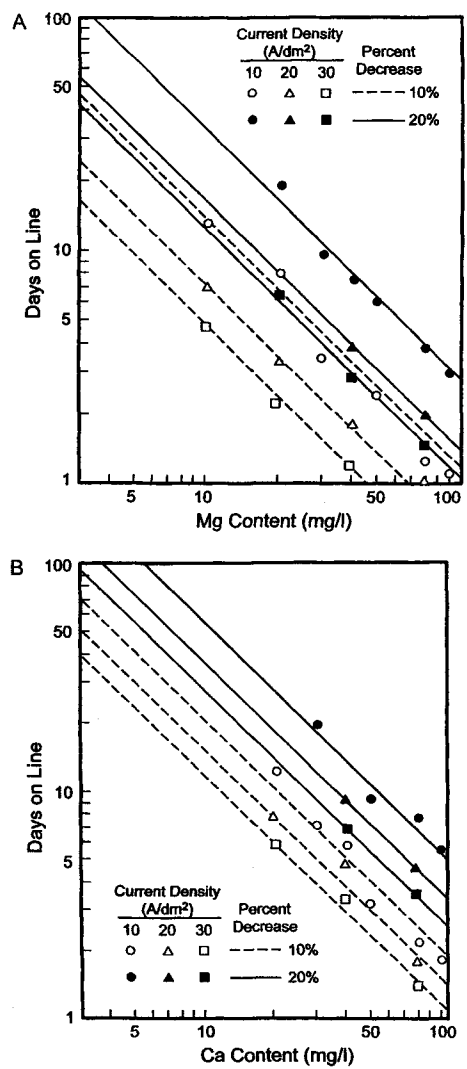 A
100
50
10
5
1
Days on Line
Current Density
(A/dm²)
Percent
Decrease
10 20 30
10%
20%
5 10 50 100
Mg Content (mg/l)
B
100
50
10
5
1
Days on Line
Current Density
(A/dm²)
Percent
Decrease
10 20 30
10%
20%
5 10 50 100
Ca Content (mg/l)